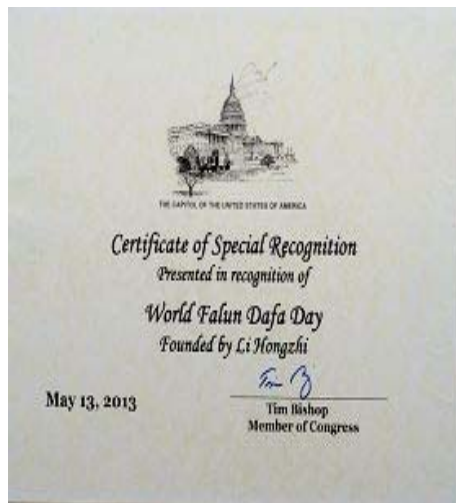 THE CAPITOL OF THE UNITED STATES OF AMERICA
Certificate of Special Recognition
Presented in recognition of
World Falun Dafa Day
Founded by Li Hongzhi
May 13, 2013
Tim Bishop
Member of Congress